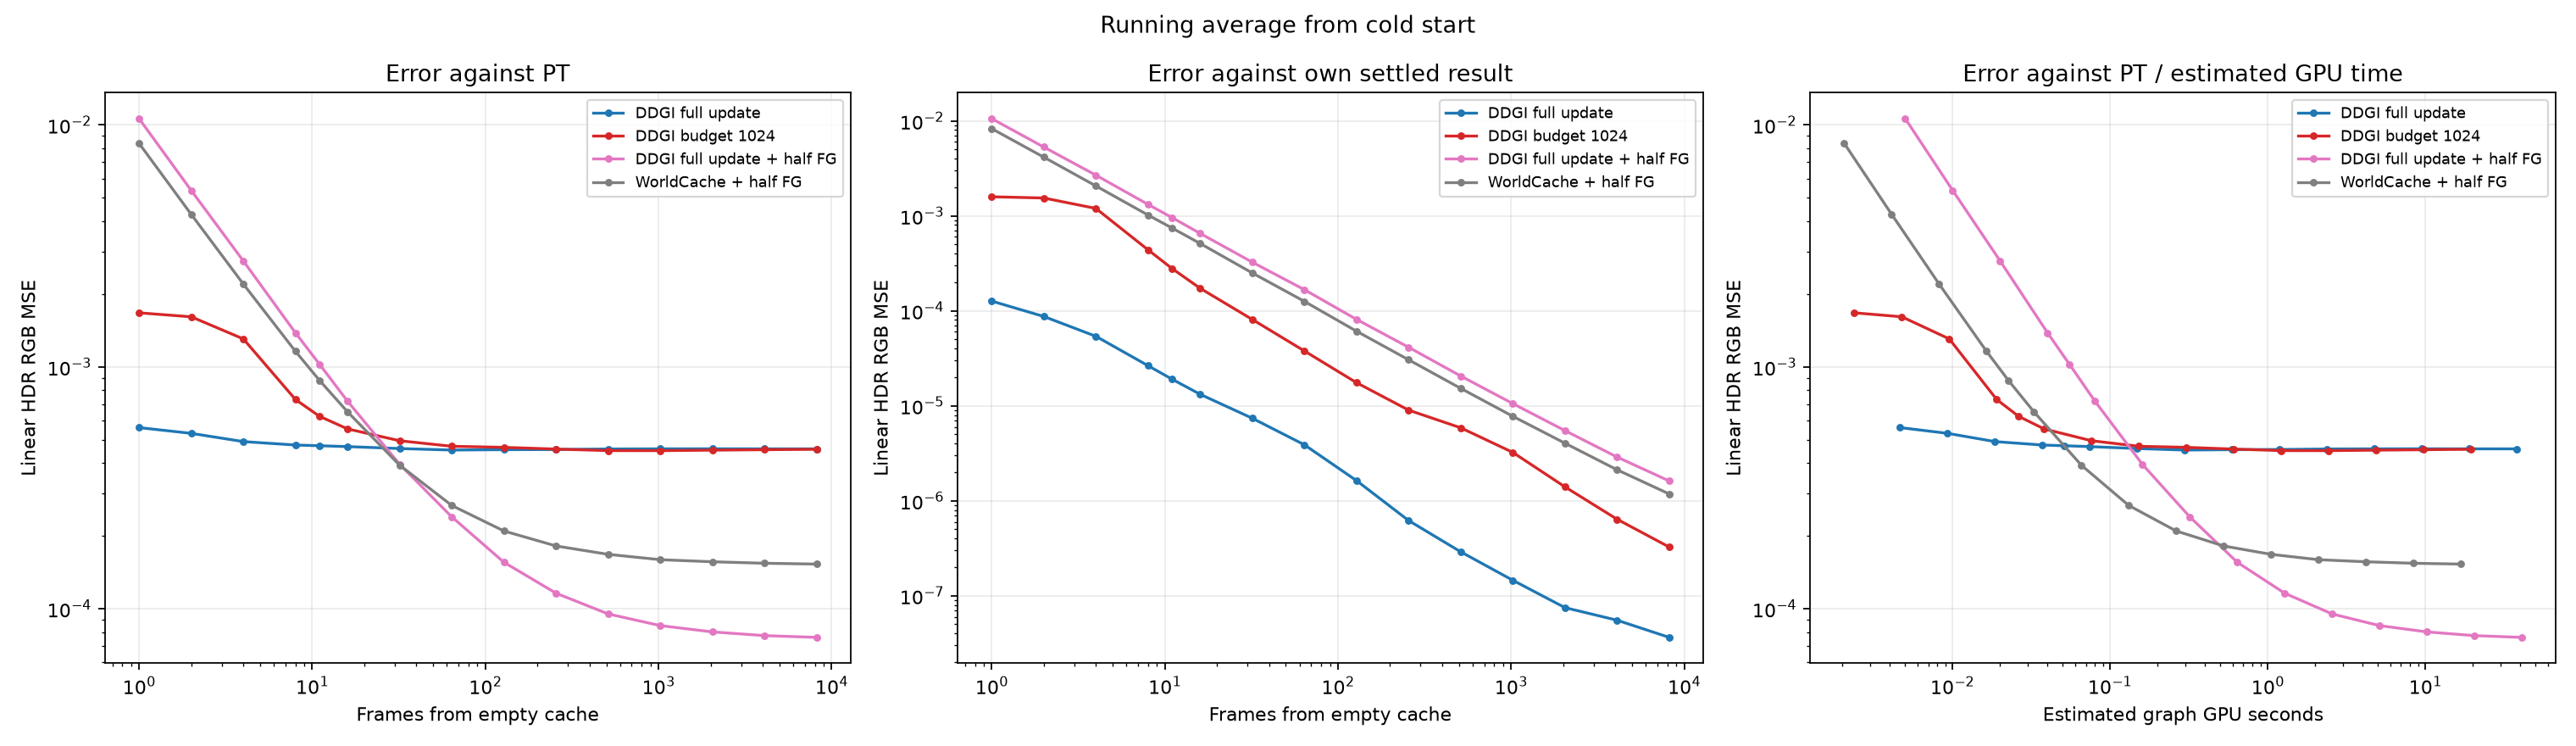 Running average from cold start
Error against PT
Linear HDR RGB MSE
10⁻²
10⁻³
10⁻⁴
10⁰
10¹
10²
10³
10⁴
Frames from empty cache
DDGI full update
DDGI budget 1024
DDGI full update + half FG
WorldCache + half FG
Error against own settled result
Linear HDR RGB MSE
10⁻²
10⁻³
10⁻⁴
10⁻⁵
10⁻⁶
10⁻⁷
10⁰
10¹
10²
10³
10⁴
Frames from empty cache
DDGI full update
DDGI budget 1024
DDGI full update + half FG
WorldCache + half FG
Error against PT / estimated GPU time
Linear HDR RGB MSE
10⁻²
10⁻³
10⁻⁴
10⁻²
10⁻¹
10⁰
10¹
Estimated graph GPU seconds
DDGI full update
DDGI budget 1024
DDGI full update + half FG
WorldCache + half FG